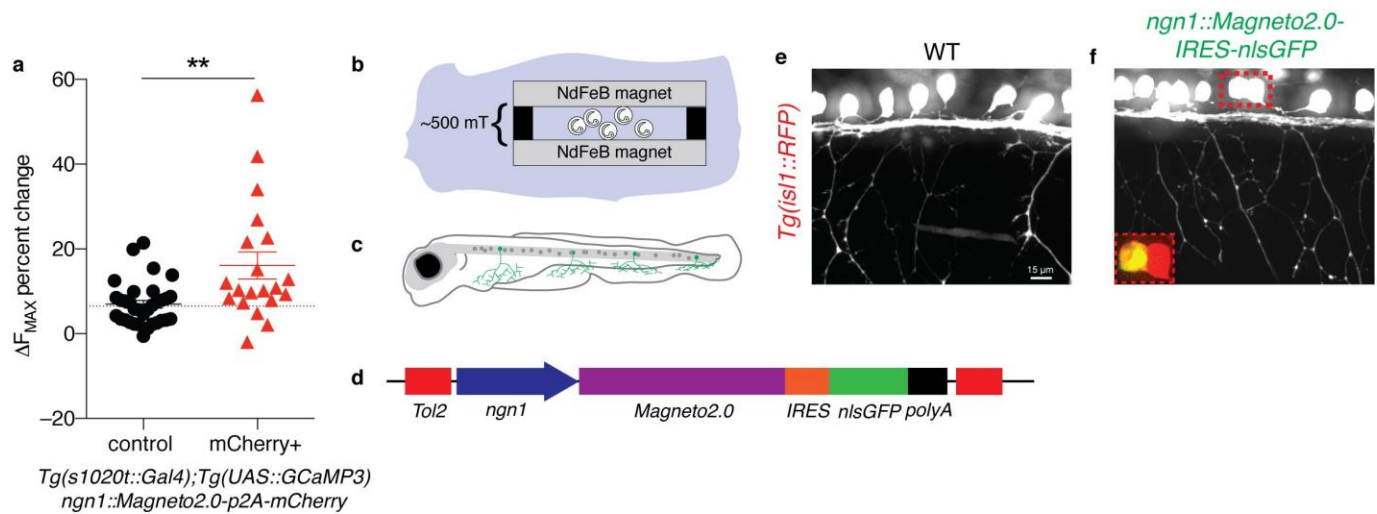 a
**
60
40
20
0
–20
ΔF_MAX percent change
control
mCherry+
Tg(s1020t::Gal4);Tg(UAS::GCaMP3)
ngn1::Magneto2.0-p2A-mCherry
b
NdFeB magnet
~500 mT
NdFeB magnet
c
d
Tol2
ngn1
Magneto2.0
IRES
nlsGFP
polyA
e
WT
Tg(isl1::RFP)
15 µm
f
ngn1::Magneto2.0-
IRES-nlsGFP